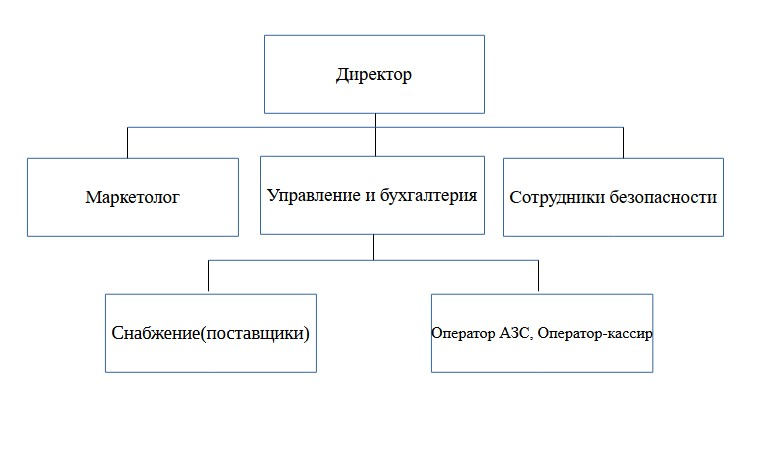 Директор
Маркетолог
Управление и бухгалтерия
Сотрудники безопасности
Снабжение(поставщики)
Оператор АЗС, Оператор-кассир